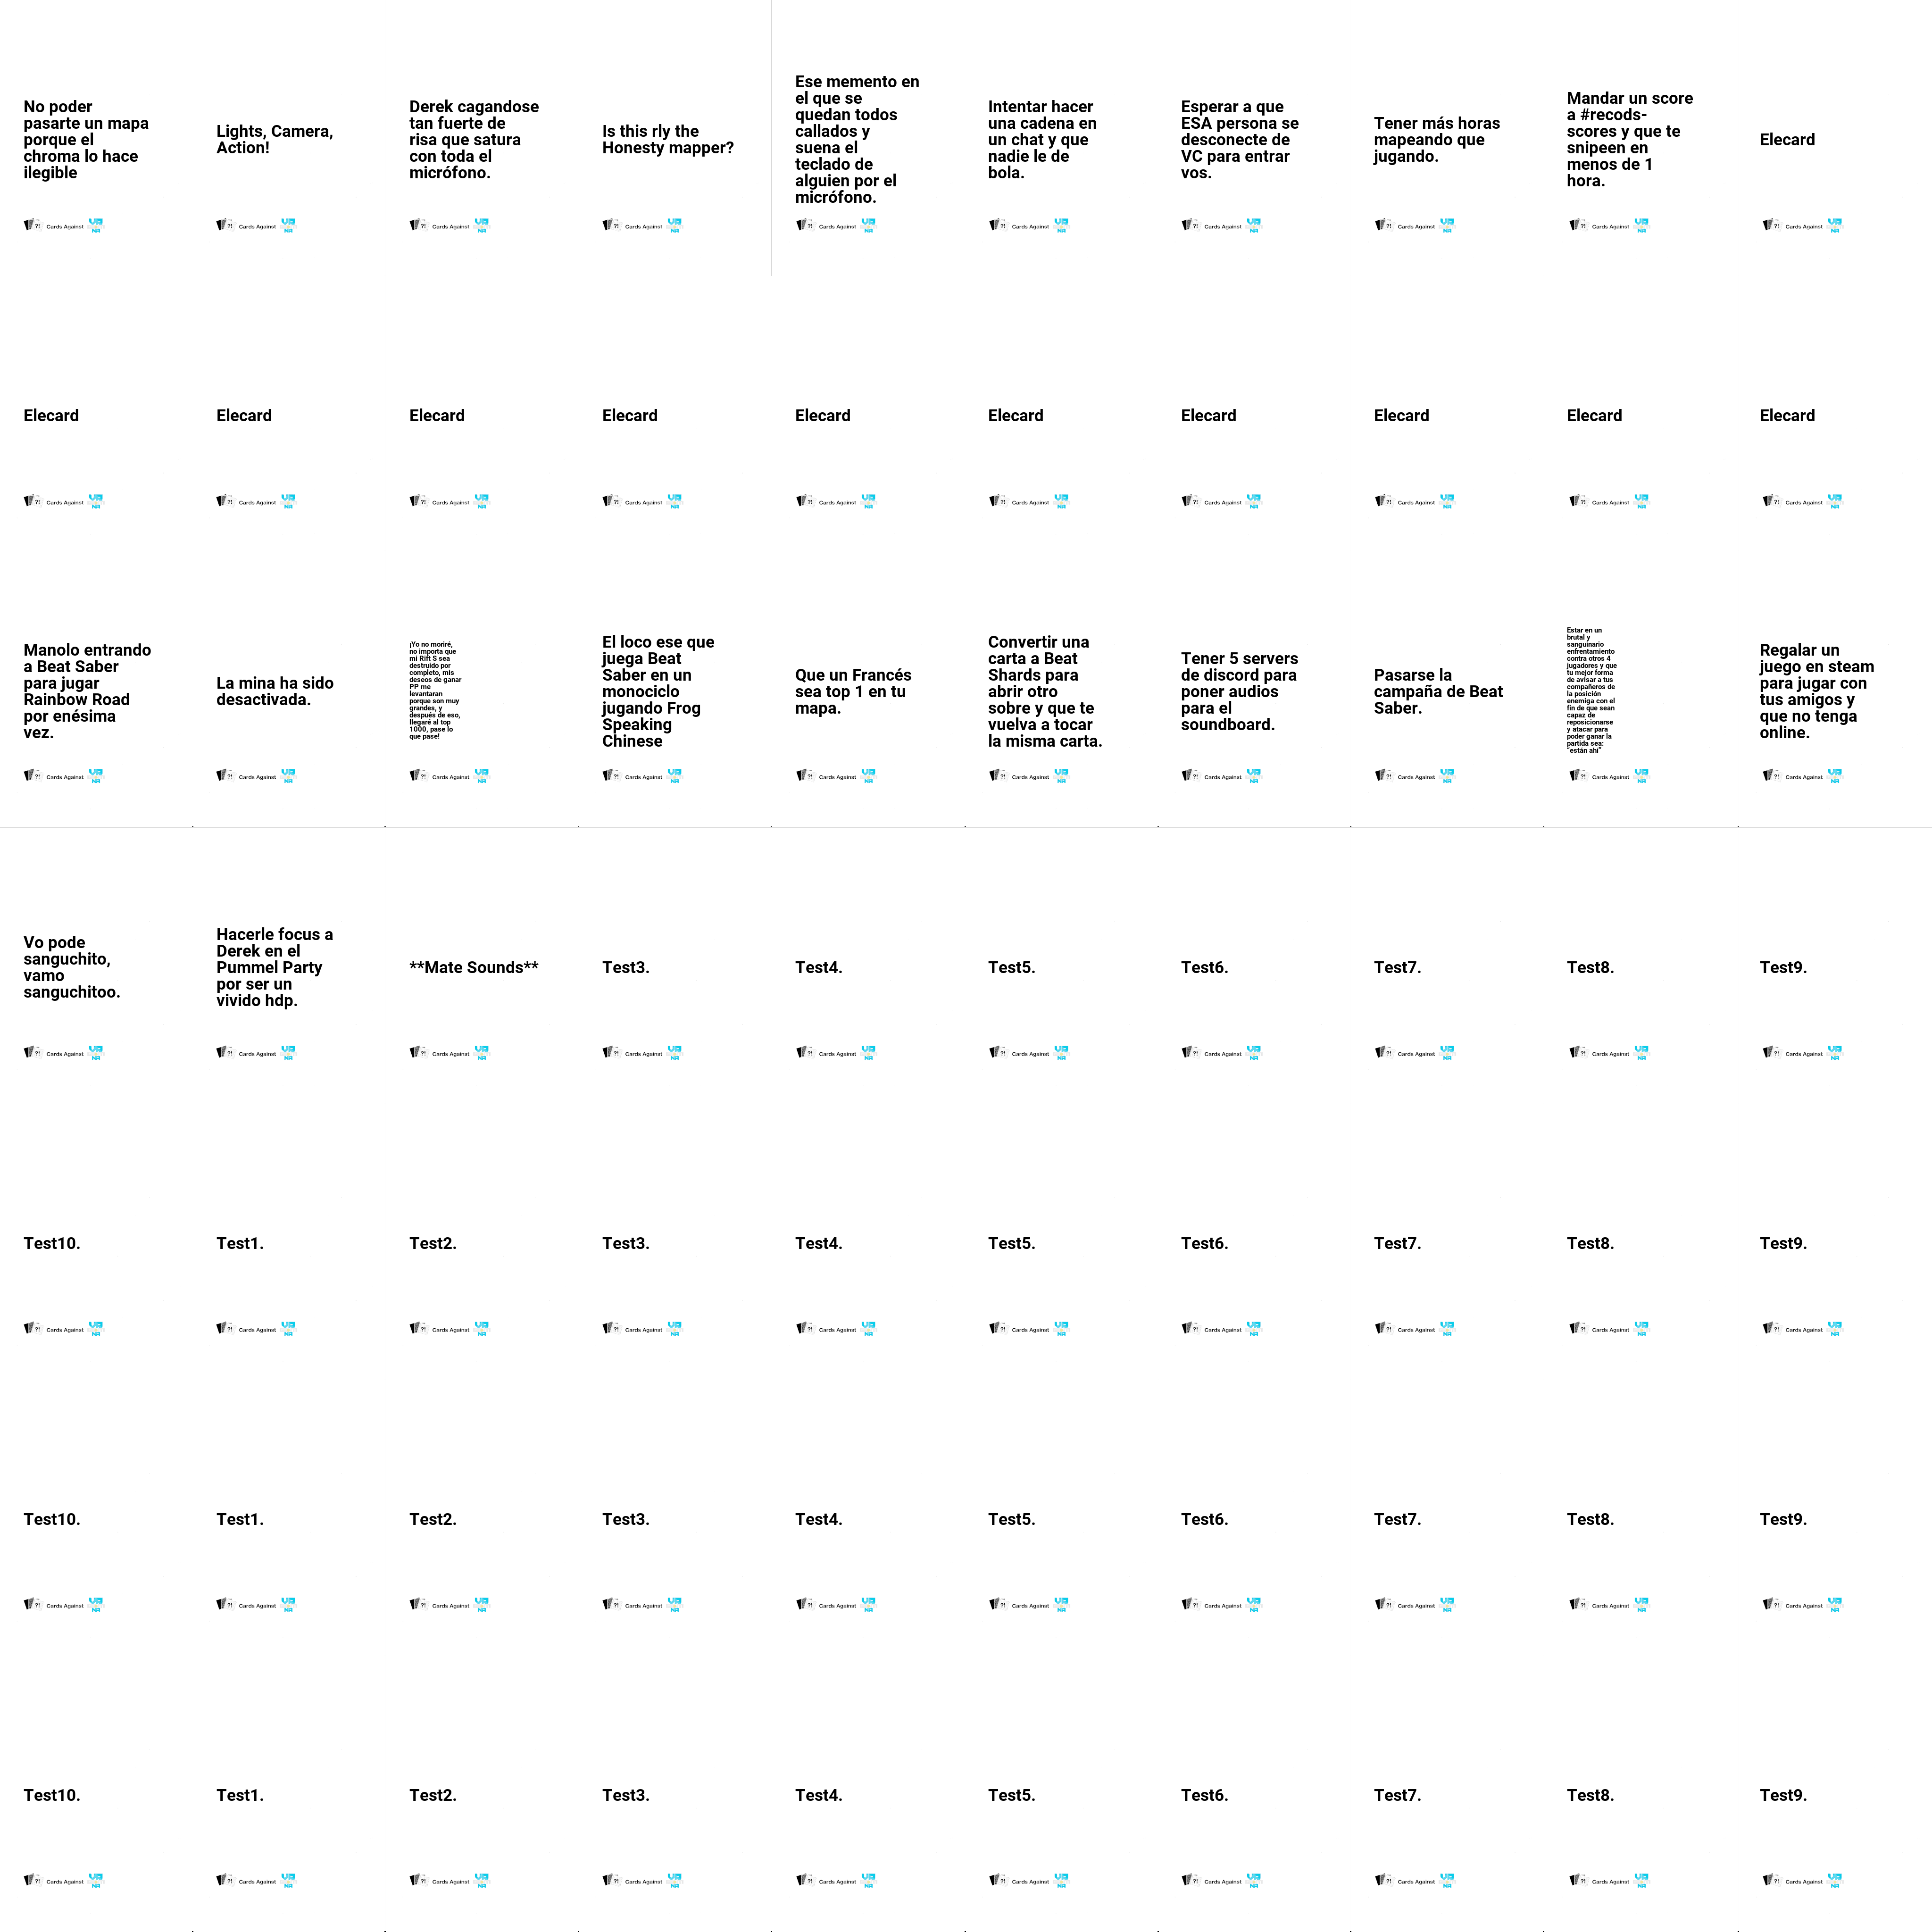 No poder
pasarte un mapa
porque el
chroma lo hace
ilegible
?! Cards Against
Lights, Camera,
Action!
?! Cards Against
Derek cagandose
tan fuerte de
risa que satura
con toda el
micrófono.
?! Cards Against
Is this rly the
Honesty mapper?
?! Cards Against
Ese memento en
el que se
quedan todos
callados y
suena el
teclado de
alguien por el
micrófono.
?! Cards Against
Intentar hacer
una cadena en
un chat y que
nadie le de
bola.
?! Cards Against
Esperar a que
ESA persona se
desconecte de
VC para entrar
vos.
?! Cards Against
Tener más horas
mapeando que
jugando.
?! Cards Against
Mandar un score
a #recods-
scores y que te
snipeen en
menos de 1
hora.
?! Cards Against
Elecard
?! Cards Against
Elecard
?! Cards Against
Elecard
?! Cards Against
Elecard
?! Cards Against
Elecard
?! Cards Against
Elecard
?! Cards Against
Elecard
?! Cards Against
Elecard
?! Cards Against
Elecard
?! Cards Against
Elecard
?! Cards Against
Elecard
?! Cards Against
Manolo entrando
a Beat Saber
para jugar
Rainbow Road
por enésima
vez.
?! Cards Against
La mina ha sido
desactivada.
?! Cards Against
¡Yo no moriré,
no importa que
mi Rift S sea
destruido por
completo, mis
deseos de ganar
PP me
levantaran
porque son muy
grandes, y
después de eso,
llegaré al top
1000, pase lo
que pase!
?! Cards Against
El loco ese que
juega Beat
Saber en un
monociclo
jugando Frog
Speaking
Chinese
?! Cards Against
Que un Francés
sea top 1 en tu
mapa.
?! Cards Against
Convertir una
carta a Beat
Shards para
abrir otro
sobre y que te
vuelva a tocar
la misma carta.
?! Cards Against
Tener 5 servers
de discord para
poner audios
para el
soundboard.
?! Cards Against
Pasarse la
campaña de Beat
Saber.
?! Cards Against
Estar en un
brutal y
sanguinario
enfrentamiento
contra otros 4
jugadores y que
tu mejor forma
de avisar a tus
compañeros de
la posición
enemiga con el
fin de que sean
capaz de
reposicionarse
y atacar para
poder ganar la
partida sea:
"están ahí"
?! Cards Against
Regalar un
juego en steam
para jugar con
tus amigos y
que no tenga
online.
?! Cards Against
Vo pode
sanguchito,
vamo
sanguchitoo.
?! Cards Against
Hacerle focus a
Derek en el
Pummel Party
por ser un
vivido hdp.
?! Cards Against
**Mate Sounds**
?! Cards Against
Test3.
?! Cards Against
Test4.
?! Cards Against
Test5.
?! Cards Against
Test6.
?! Cards Against
Test7.
?! Cards Against
Test8.
?! Cards Against
Test9.
?! Cards Against
Test10.
?! Cards Against
Test1.
?! Cards Against
Test2.
?! Cards Against
Test3.
?! Cards Against
Test4.
?! Cards Against
Test5.
?! Cards Against
Test6.
?! Cards Against
Test7.
?! Cards Against
Test8.
?! Cards Against
Test9.
?! Cards Against
Test10.
?! Cards Against
Test1.
?! Cards Against
Test2.
?! Cards Against
Test3.
?! Cards Against
Test4.
?! Cards Against
Test5.
?! Cards Against
Test6.
?! Cards Against
Test7.
?! Cards Against
Test8.
?! Cards Against
Test9.
?! Cards Against
Test10.
?! Cards Against
Test1.
?! Cards Against
Test2.
?! Cards Against
Test3.
?! Cards Against
Test4.
?! Cards Against
Test5.
?! Cards Against
Test6.
?! Cards Against
Test7.
?! Cards Against
Test8.
?! Cards Against
Test9.
?! Cards Against